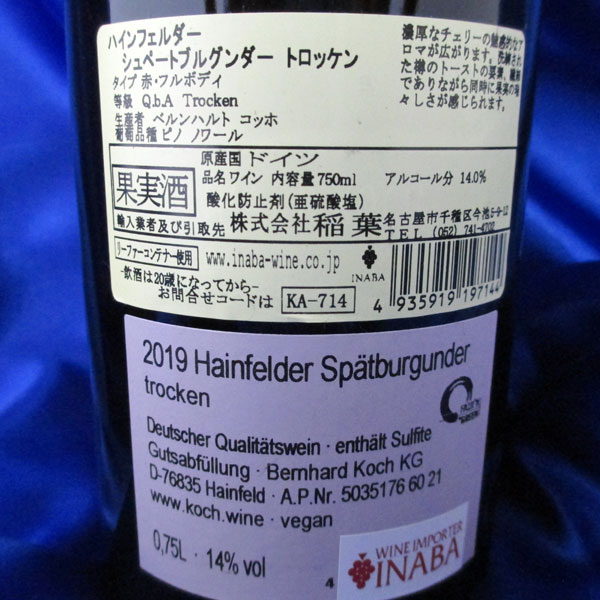 ハインフェルダー
シュペートブルグンダー トロッケン
タイプ 赤・フルボディ
等級 Q.b.A Trocken
生産者 ベルンハルト コッホ
葡萄品種 ピノ ノワール
濃厚なチェリーの魅惑的なア
ロマが広がります。洗練され
た樽のトーストの要素、
でありながら同時に果実の瑞
々しさが感じられます。
果実酒
原産国 ドイン
品名 ワイン 内容量 750ml
アルコール分 14.0%
酸化防止剤(亜硫酸塩)
輸入業者及び引取先 株式会社 稲葉 名古屋市千種区今池5-9-12
TEL (052) 741-4702
リーファーコンテナー使用
www.inaba-wine.co.jp
INABA
-飲酒は20歳になってから-
お問合せコードは KA-714
4 935919 197144
2019 Hainfelder Spätburgunder
trocken
Deutscher Qualitätswein · enthält Sulfite
Gutsabfüllung · Bernhard Koch KG
D-76835 Hainfeld · A.P.Nr. 5035176 60 21
www.koch.wine · vegan
0,75L · 14% vol
4
WINE IMPORTER
INABA